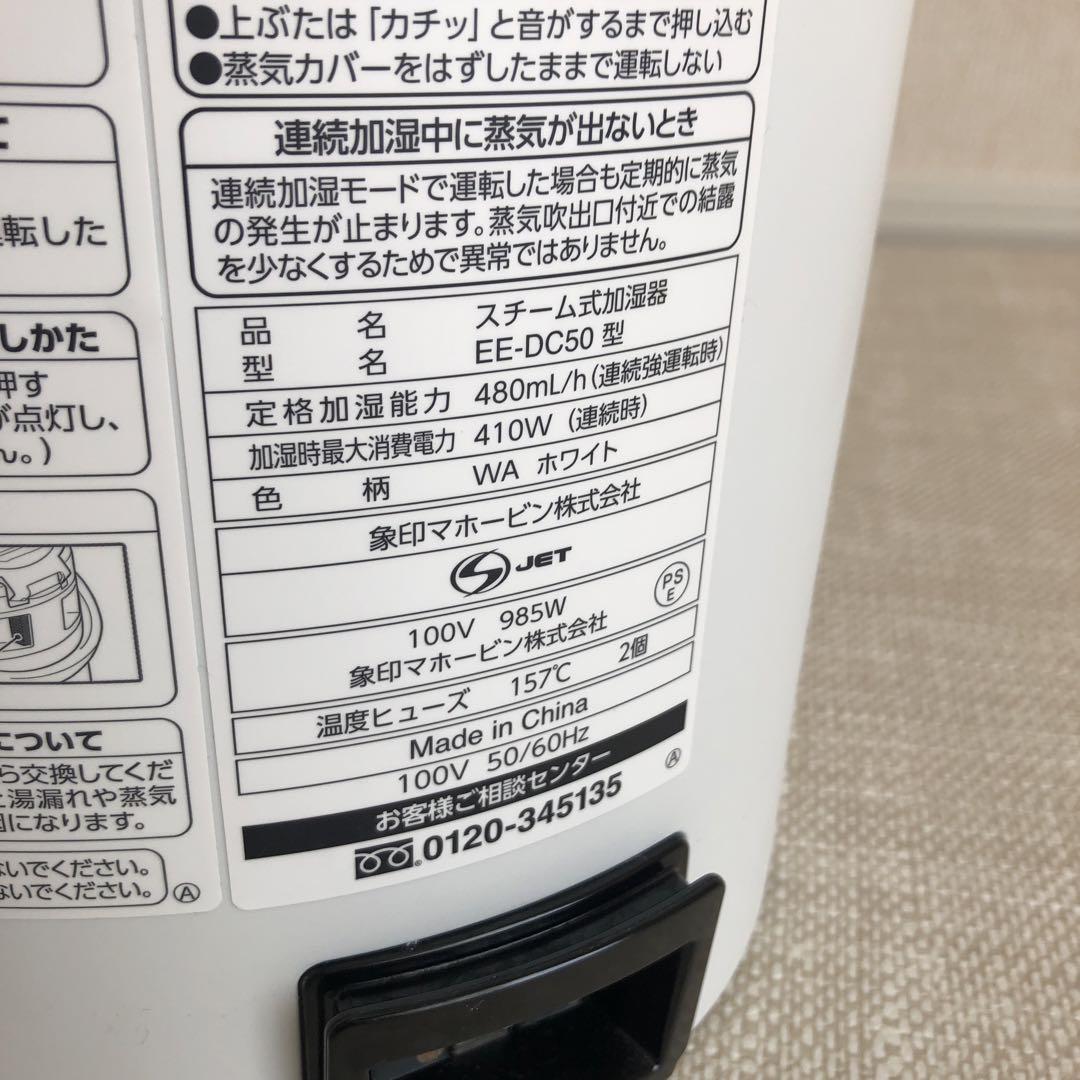 ●上ぶたは「カチッ」と音がするまで押し込む
●蒸気カバーをはずしたままで運転しない
連続加湿中に蒸気が出ないとき
連続加湿モードで運転した場合も定期的に蒸気
の発生が止まります。蒸気吹出口付近での結露
を少なくするためで異常ではありません。
品名 スチーム式加湿器
型名 EE-DC50 型
定格加湿能力 480mL/h(連続強運転時)
加湿時最大消費電力 410W(連続時)
色柄 WA ホワイト
象印マホービン株式会社
JET
100V 985W
PS
E
象印マホービン株式会社
温度ヒューズ 157℃ 2個
Made in China
100V 50/60Hz
お客様ご相談センター
0120-345135
Ⓐ
転した
しかた
押す
が点灯し、
ん。)
について
ら交換してくだ
と湯漏れや蒸気
因になります。
ないでください。
ないでください。
Ⓐ